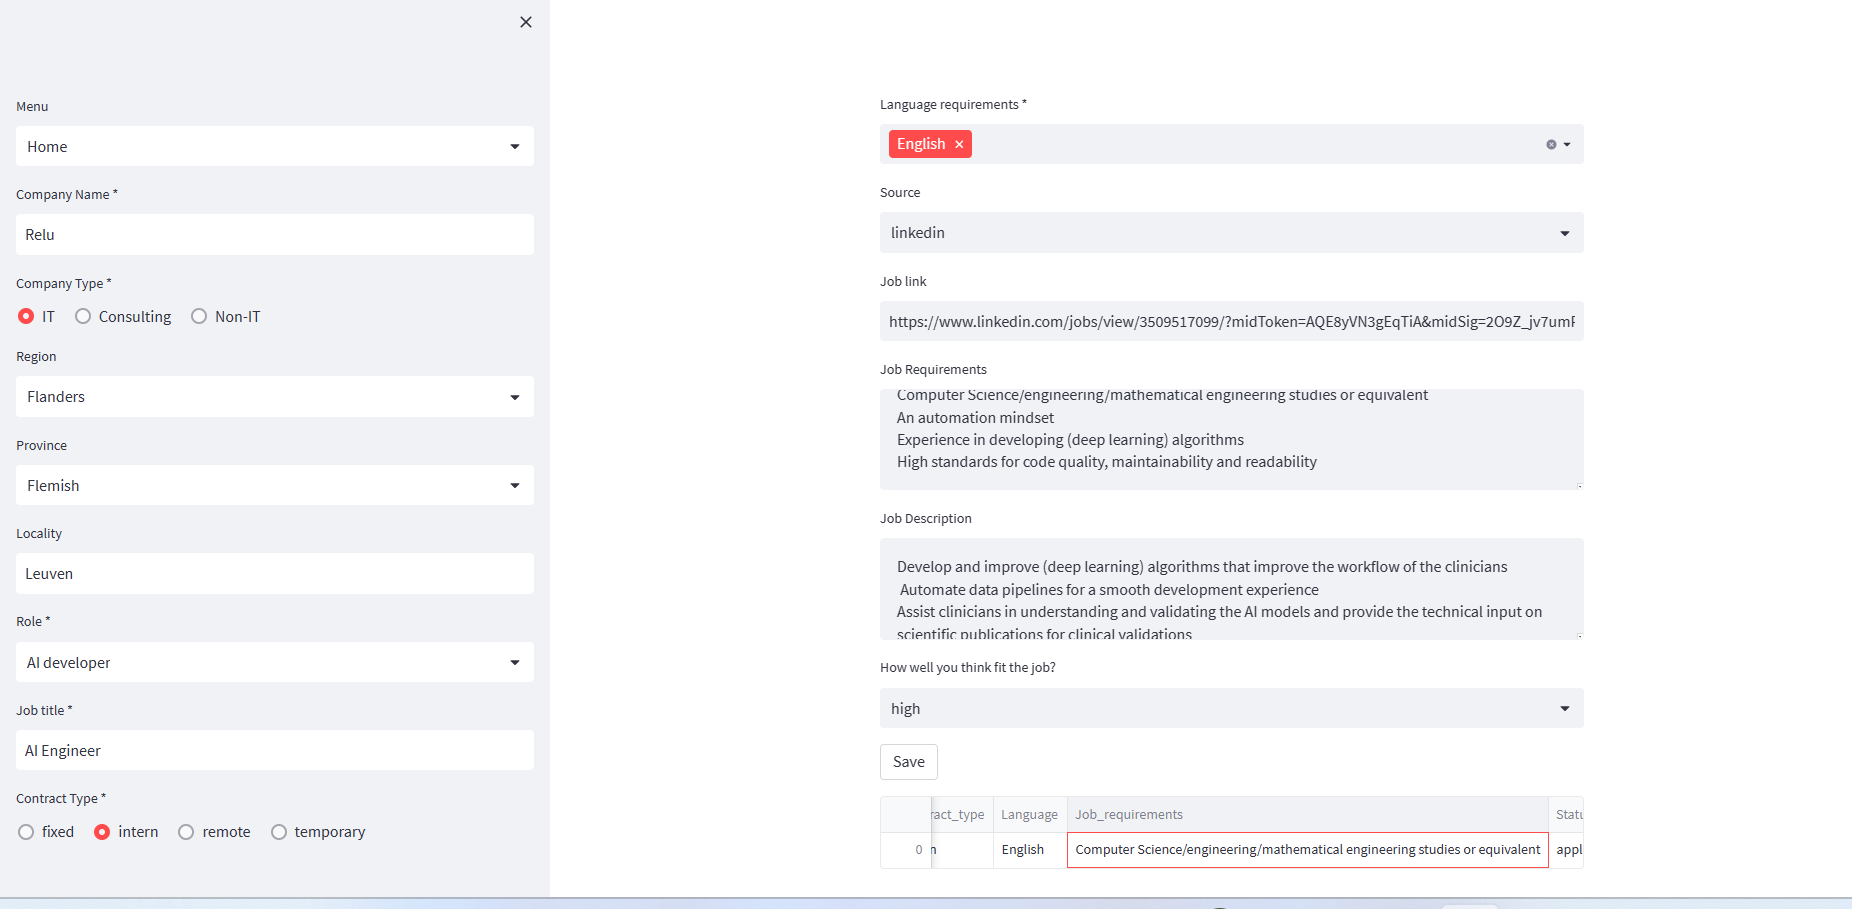 Menu
Home
Company Name *
Relu
Company Type *
IT Consulting Non-IT
Region
Flanders
Province
Flemish
Locality
Leuven
Role *
AI developer
Job title *
AI Engineer
Contract Type *
fixed intern remote temporary
Language requirements *
English ×
Source
linkedin
Job link
https://www.linkedin.com/jobs/view/3509517099/?midToken=AQE8yVN3gEqTiA&midSig=2O9Z_jv7umF
Job Requirements
Computer Science/engineering/mathematical engineering studies or equivalent
An automation mindset
Experience in developing (deep learning) algorithms
High standards for code quality, maintainability and readability
Job Description
Develop and improve (deep learning) algorithms that improve the workflow of the clinicians
Automate data pipelines for a smooth development experience
Assist clinicians in understanding and validating the AI models and provide the technical input on
scientific publications for clinical validations
How well you think fit the job?
high
Save
ract_type Language Job_requirements Statu
0 n English Computer Science/engineering/mathematical engineering studies or equivalent appl